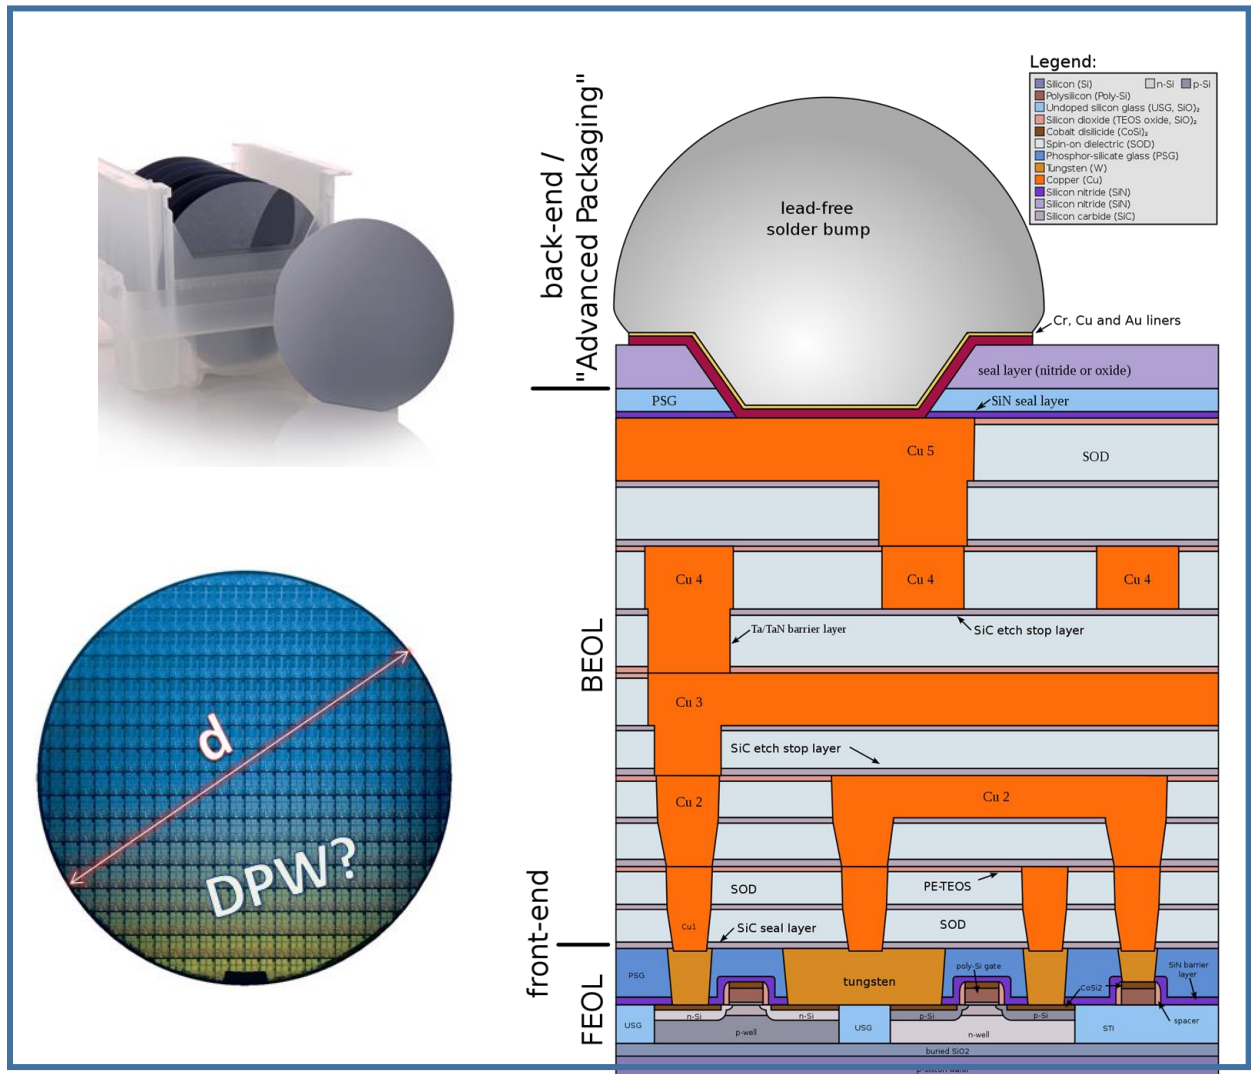 Legend:
Silicon (Si)
n-Si
p-Si
Polysilicon (Poly-Si)
Undoped silicon glass (USG, SiO)₂
Silicon dioxide (TEOS oxide, SiO)₂
Cobalt disilicide (CoSi)₂
Spin-on dielectric (SOD)
Phosphor-silicate glass (PSG)
Tungsten (W)
Copper (Cu)
Silicon nitride (SiN)
Silicon nitride (SiN)
Silicon carbide (SiC)
back-end /
"Advanced Packaging"
lead-free
solder bump
Cr, Cu and Au liners
seal layer (nitride or oxide)
PSG
SiN seal layer
Cu 5
SOD
Cu 4
Cu 4
Cu 4
BEOL
Ta/TaN barrier layer
SiC etch stop layer
Cu 3
SiC etch stop layer
Cu 2
Cu 2
d
DPW?
front-end
SOD
PE-TEOS
Cu1
SiC seal layer
SOD
FEOL
PSG
tungsten
poly-Si gate
SiN barrier
layer
CoSi2
spacer
n-Si
n-Si
p-Si
p-Si
USG
p-well
USG
n-well
STI
buried SiO2